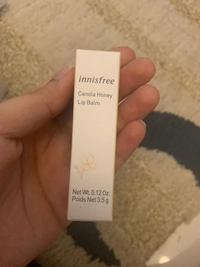 innisfree
Canola Honey
Lip Balm
Net Wt. 0.12 Oz.
Poids Net 3.5 g